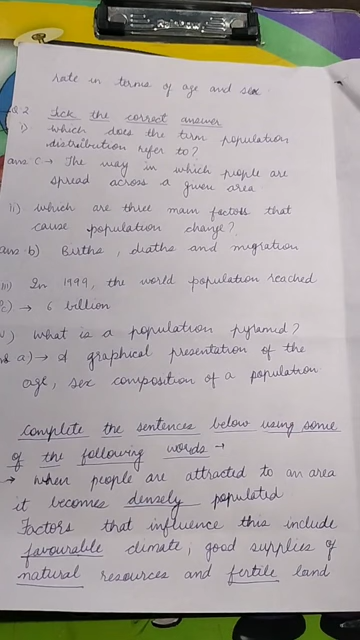 rate in terms of age and sex
Q.2 Tick the correct answer
i) which does the term population
distribution refer to?
ans. C → The way in which people are
spread across a given area
ii) which are three main factors that
cause population change?
ans. b) Births, diaths and migration
iii) In 1999, the world population reached
c) → 6 billion
) What is a population pyramid?
a) → A graphical presentation of the
age, sex composition of a population.
Complete the sentences below using some
of the following words →
→ When people are attracted to an area
it becomes densely populated
Factors that influence this include
favourable climate, good supplies of
natural resources and fertile land